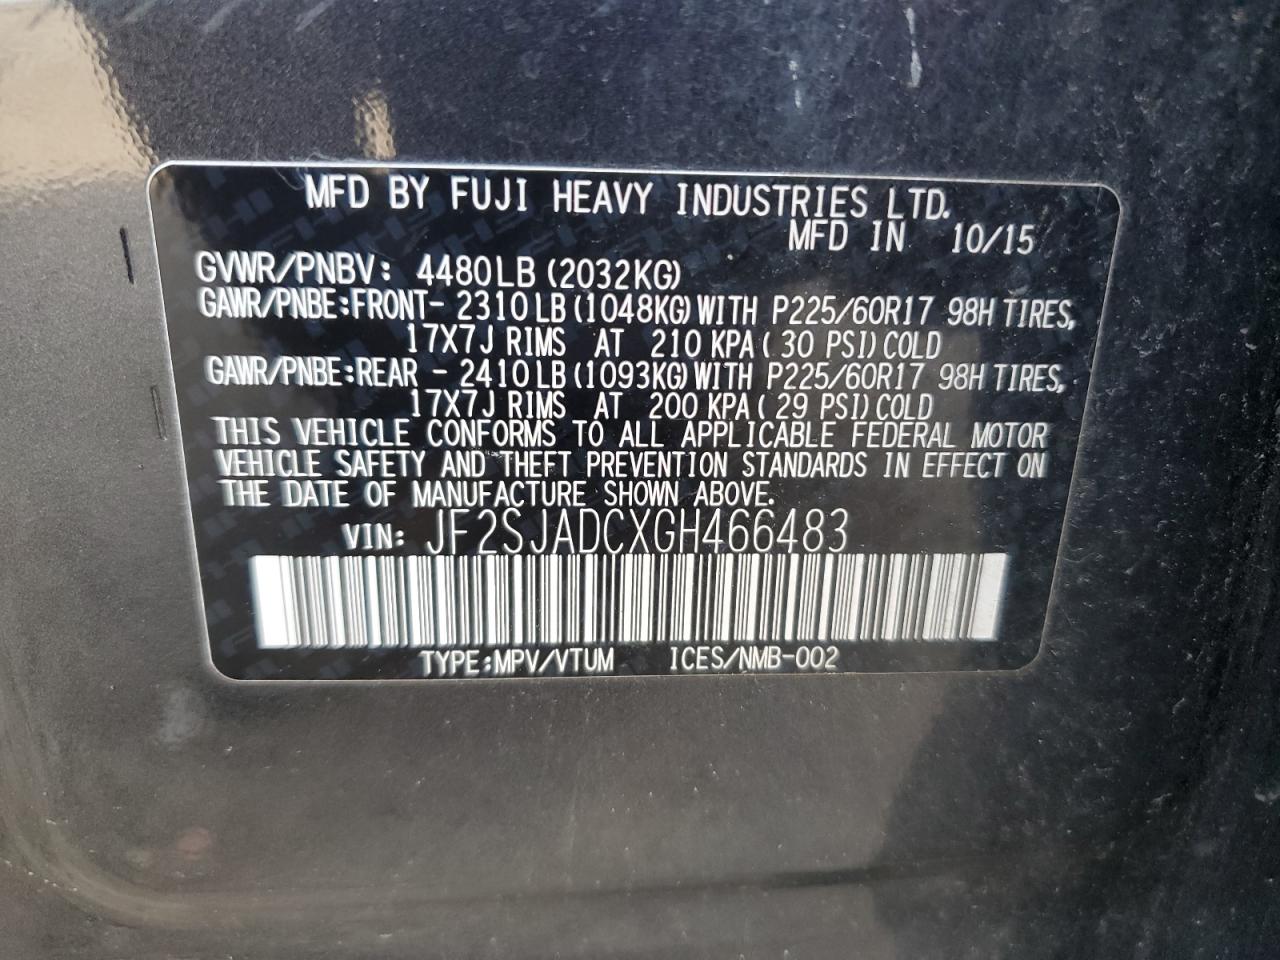 MFD BY FUJI HEAVY INDUSTRIES LTD.
MFD IN 10/15
GVWR/PNBV: 4480LB (2032KG)
GAWR/PNBE:FRONT- 2310LB (1048KG) WITH P225/60R17 98H TIRES,
17X7J RIMS AT 210 KPA ( 30 PSI) COLD
GAWR/PNBE:REAR - 2410LB (1093KG) WITH P225/60R17 98H TIRES,
17X7J RIMS AT 200 KPA ( 29 PSI) COLD
THIS VEHICLE CONFORMS TO ALL APPLICABLE FEDERAL MOTOR
VEHICLE SAFETY AND THEFT PREVENTION STANDARDS IN EFFECT ON
THE DATE OF MANUFACTURE SHOWN ABOVE.
VIN: JF2SJADCXGH466483
TYPE:MPV/VTUM ICES/NMB-002